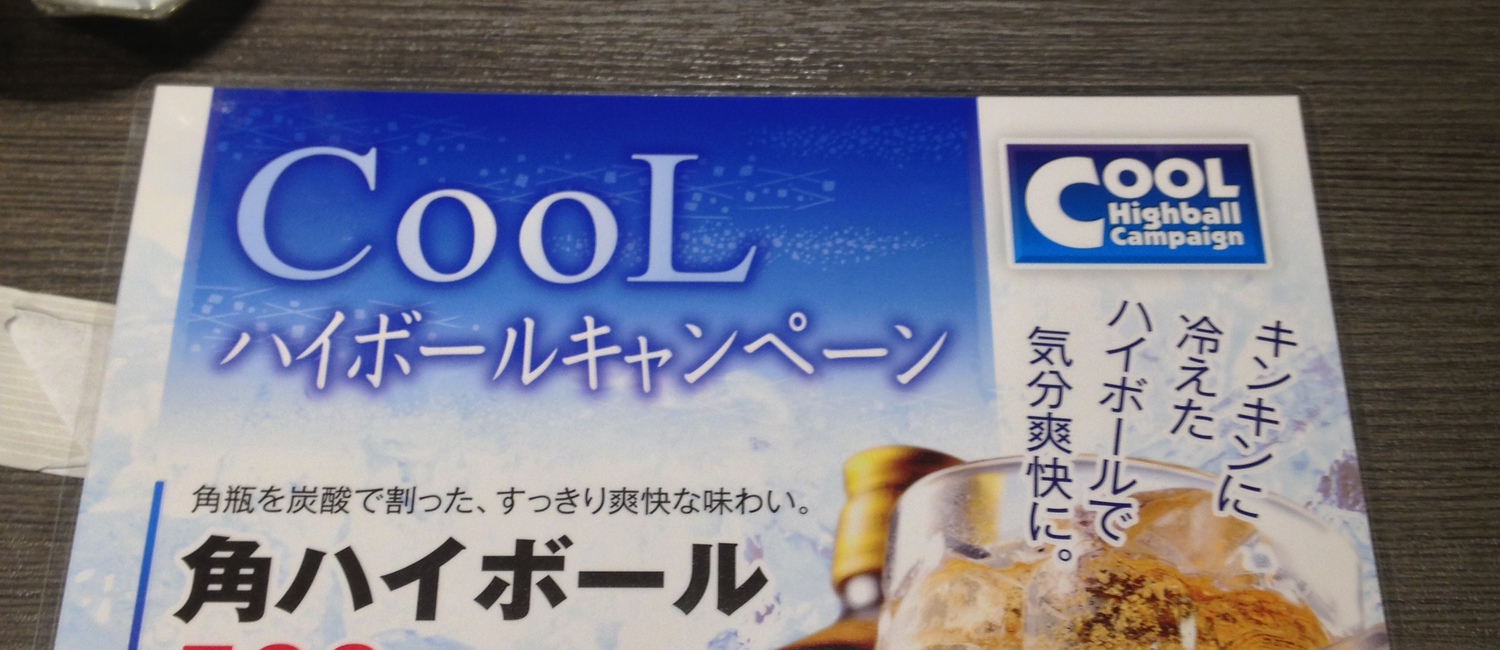 CooL
ハイボールキャンペーン
COOL
Highball
Campaign
キンキンに
冷えた
ハイボールで
気分爽快に。
角瓶を炭酸で割った、すっきり爽快な味わい。
角ハイボール